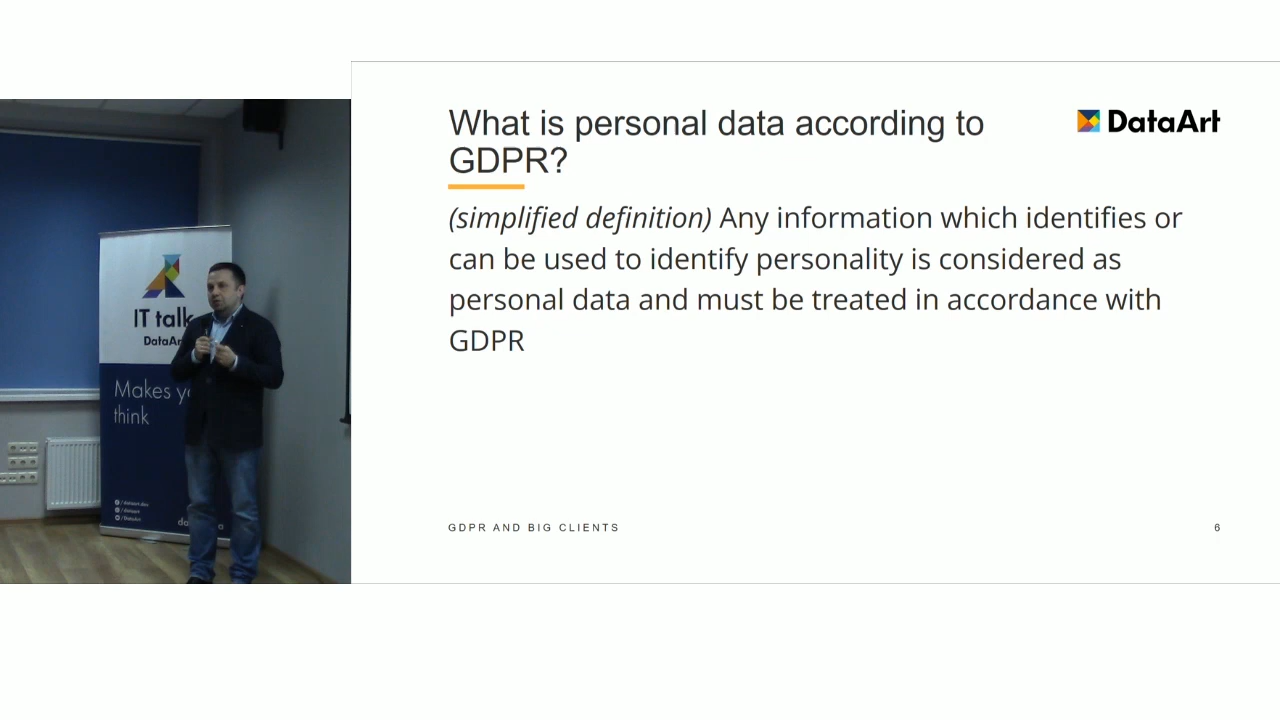 What is personal data according to
GDPR?
DataArt
(simplified definition) Any information which identifies or
can be used to identify personality is considered as
personal data and must be treated in accordance with
GDPR
GDPR AND BIG CLIENTS
6
IT talk
DataAr
Makes yo
think